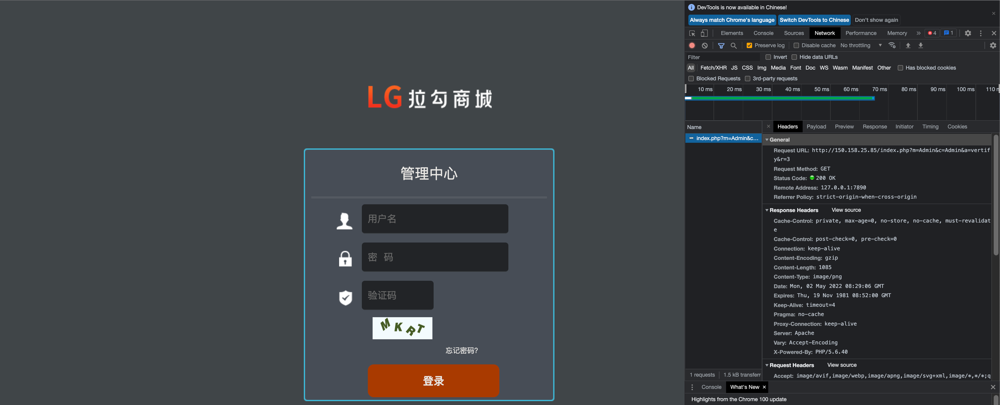 LG 拉勾商城
管理中心
用户名
密 码
验证码
MKRT
忘记密码?
登录
DevTools is now available in Chinese!
Always match Chrome's language Switch DevTools to Chinese Don't show again
Elements Console Sources Network Performance Memory 4 1
Preserve log Disable cache No throttling
Filter Invert Hide data URLs
All Fetch/XHR JS CSS Img Media Font Doc WS Wasm Manifest Other Has blocked cookies
Blocked Requests 3rd-party requests
10 ms 20 ms 30 ms 40 ms 50 ms 60 ms 70 ms 80 ms 90 ms 100 ms 110 m
Name
index.php?m=Admin&c...
Headers Payload Preview Response Initiator Timing Cookies
General
Request URL: http://150.158.25.85/index.php?m=Admin&c=Admin&a=vertif
y&r=3
Request Method: GET
Status Code: 200 OK
Remote Address: 127.0.0.1:7890
Referrer Policy: strict-origin-when-cross-origin
Response Headers View source
Cache-Control: private, max-age=0, no-store, no-cache, must-revalidat
e
Cache-Control: post-check=0, pre-check=0
Connection: keep-alive
Content-Encoding: gzip
Content-Length: 1085
Content-Type: image/png
Date: Mon, 02 May 2022 08:29:06 GMT
Expires: Thu, 19 Nov 1981 08:52:00 GMT
Keep-Alive: timeout=4
Pragma: no-cache
Proxy-Connection: keep-alive
Server: Apache
Vary: Accept-Encoding
X-Powered-By: PHP/5.6.40
Request Headers View source
Accept: image/avif,image/webp,image/apng,image/svg+xml,image/*,*/*;q
1 requests 1.5 kB transferr
Console What's New
Highlights from the Chrome 100 update